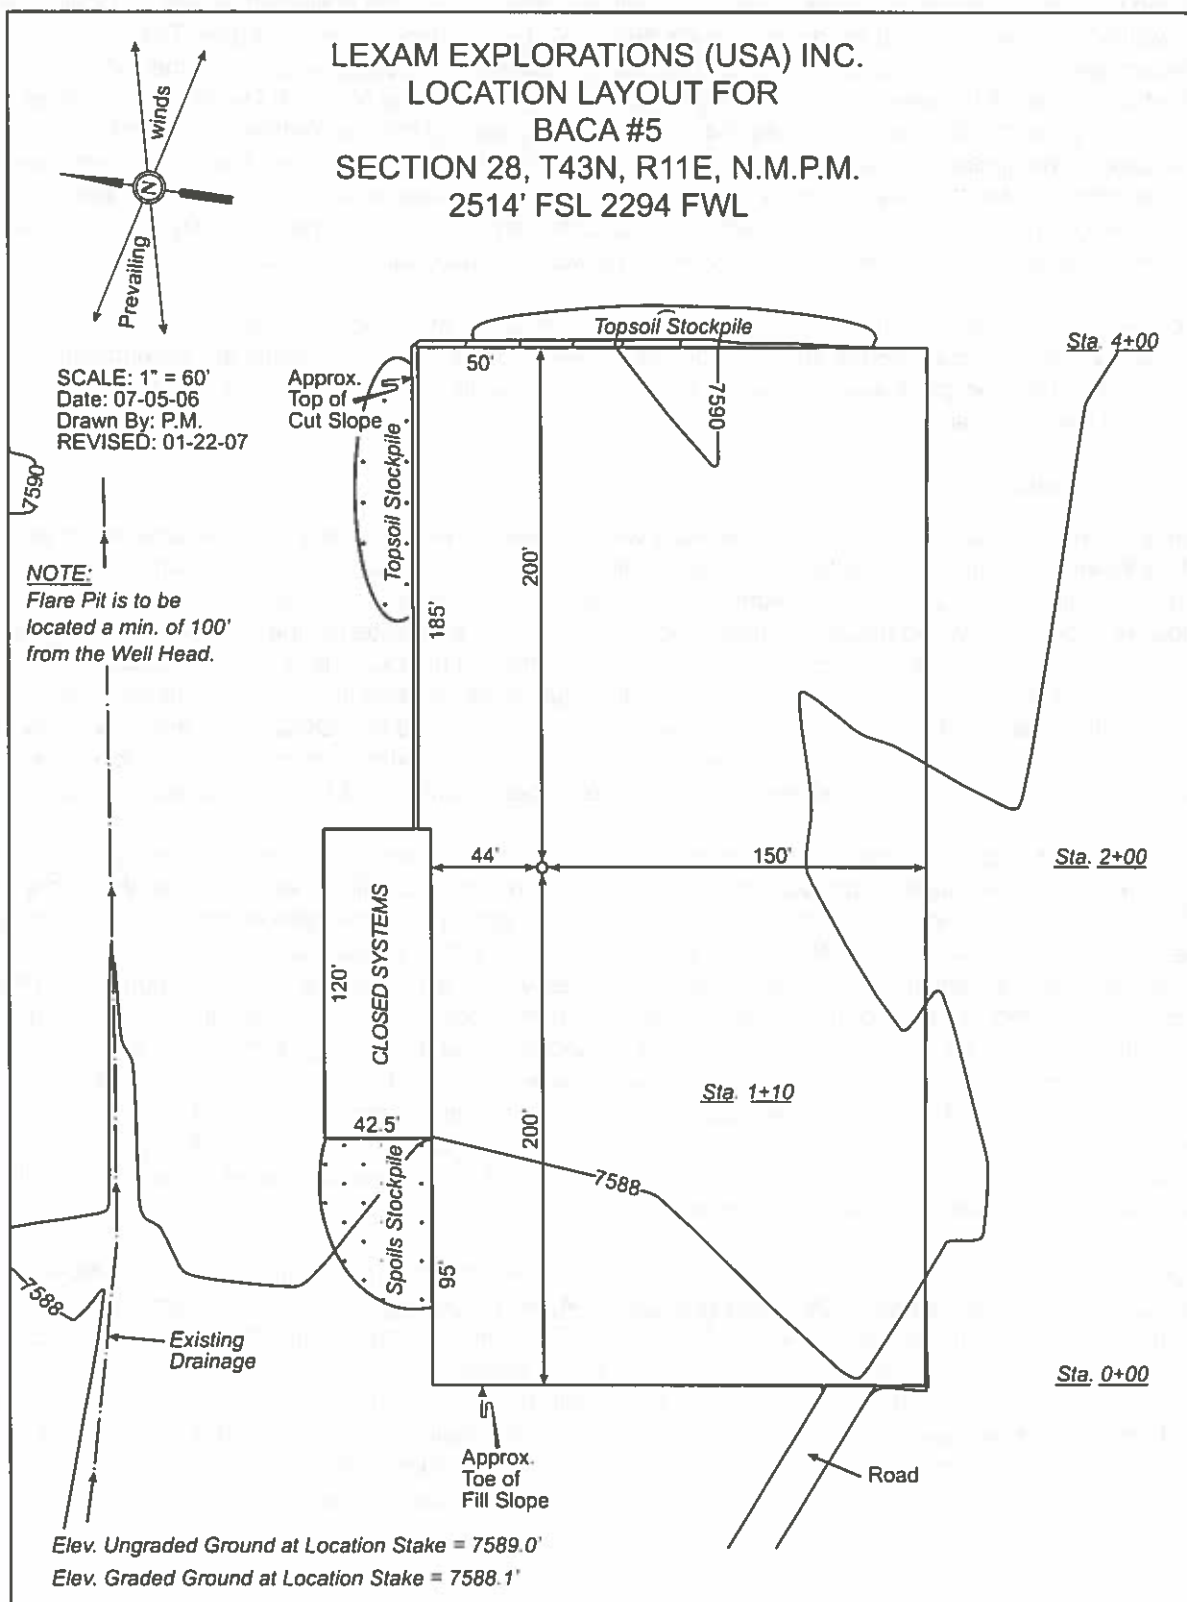 LEXAM EXPLORATIONS (USA) INC.
LOCATION LAYOUT FOR
BACA #5
SECTION 28, T43N, R11E, N.M.P.M.
2514' FSL 2294 FWL
winds
N
Prevailing
SCALE: 1" = 60'
Date: 07-05-06
Drawn By: P.M.
REVISED: 01-22-07
Topsoil Stockpile
Sta. 4+00
50'
Approx.
Top of
Cut Slope
7590
7590
Topsoil Stockpile
200'
185'
NOTE:
Flare Pit is to be
located a min. of 100'
from the Well Head.
44'
150'
Sta. 2+00
120'
CLOSED SYSTEMS
Sta. 1+10
42.5'
200'
7588
Spoils Stockpile
95'
7588
Existing
Drainage
Sta. 0+00
Approx.
Toe of
Fill Slope
Road
Elev. Ungraded Ground at Location Stake = 7589.0'
Elev. Graded Ground at Location Stake = 7588.1'